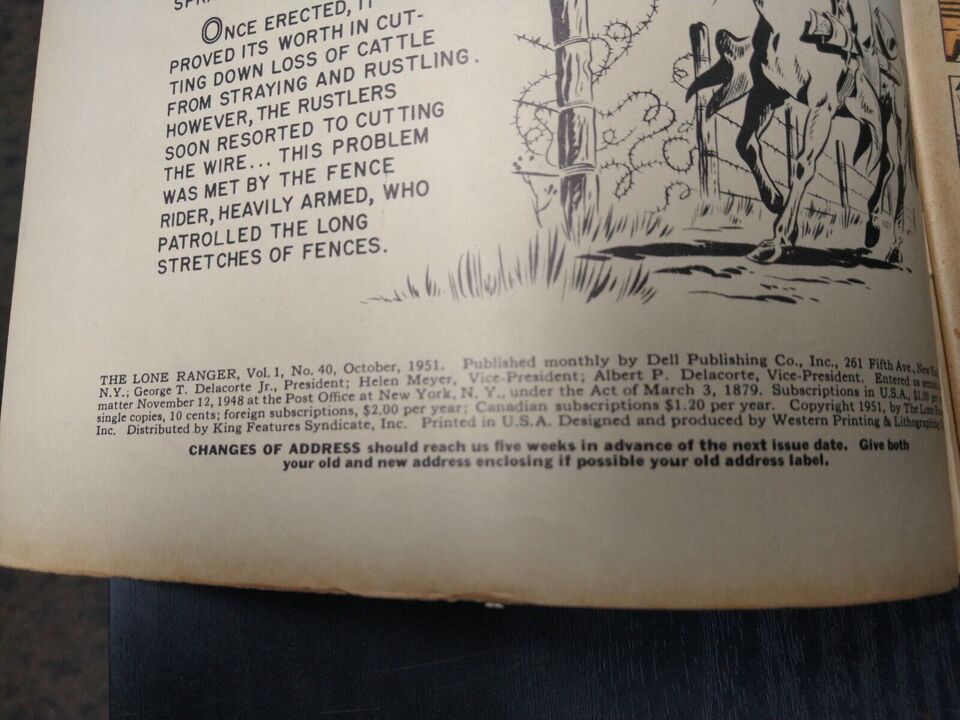 ONCE ERECTED, IT
PROVED ITS WORTH IN CUT-
TING DOWN LOSS OF CATTLE
FROM STRAYING AND RUSTLING.
HOWEVER, THE RUSTLERS
SOON RESORTED TO CUTTING
THE WIRE... THIS PROBLEM
WAS MET BY THE FENCE
RIDER, HEAVILY ARMED, WHO
PATROLLED THE LONG
STRETCHES OF FENCES.
THE LONE RANGER, Vol. 1, No. 40, October, 1951. Published monthly by Dell Publishing Co., Inc., 261 Fifth Ave., New
N.Y.; George T. Delacorte Jr., President; Helen Meyer, Vice-President; Albert P. Delacorte, Vice-President. Entered as
matter November 12, 1948 at the Post Office at New York, N. Y., under the Act of March 3, 1879. Subscriptions in U.S.A., $1.00
single copies, 10 cents; foreign subscriptions, $2.00 per year; Canadian subscriptions $1.20 per year. Copyright 1951, by The Lone
Inc. Distributed by King Features Syndicate, Inc. Printed in U.S.A. Designed and produced by Western Printing & Lithographing
CHANGES OF ADDRESS should reach us five weeks in advance of the next issue date. Give both
your old and new address enclosing if possible your old address label.